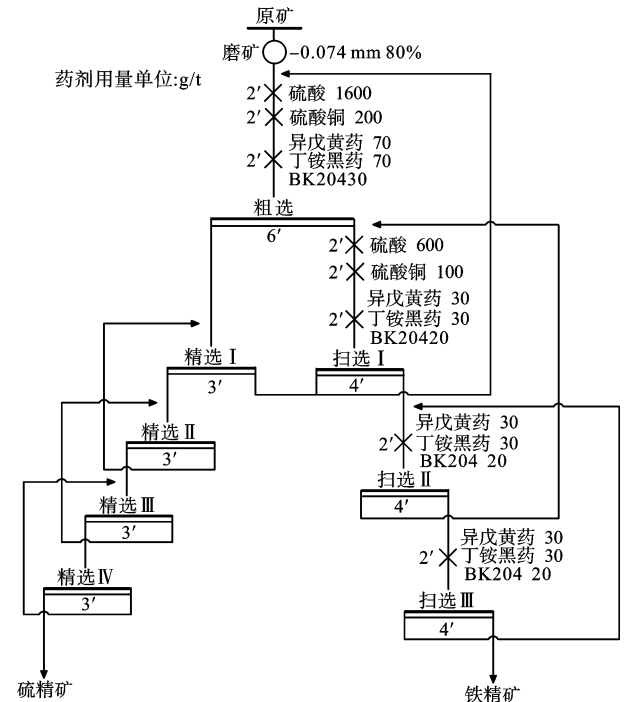 原矿
磨矿 -0.074 mm 80%
药剂用量单位:g/t
2′ 硫酸 1600
2′ 硫酸铜 200
异戊黄药 70
2′ 丁铵黑药 70
BK20430
粗选
6′
2′ 硫酸 600
2′ 硫酸铜 100
异戊黄药 30
2′ 丁铵黑药 30
BK20420
精选Ⅰ
3′
扫选Ⅰ
4′
异戊黄药 30
2′ 丁铵黑药 30
BK204 20
精选Ⅱ
3′
扫选Ⅱ
4′
精选Ⅲ
3′
异戊黄药 30
2′ 丁铵黑药 30
BK204 20
精选Ⅳ
3′
扫选Ⅲ
4′
硫精矿
铁精矿